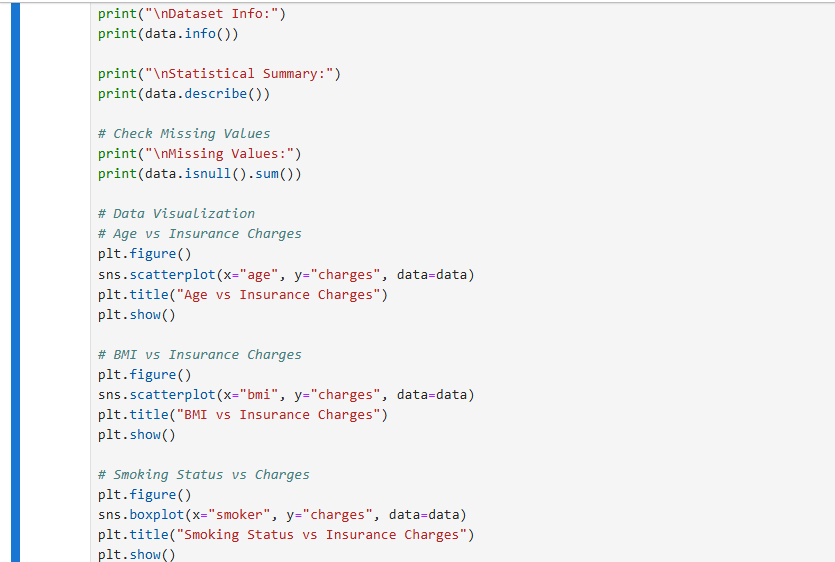 print("\nDataset Info:")
print(data.info())
print("\nStatistical Summary:")
print(data.describe())
# Check Missing Values
print("\nMissing Values:")
print(data.isnull().sum())
# Data Visualization
# Age vs Insurance Charges
plt.figure()
sns.scatterplot(x="age", y="charges", data=data)
plt.title("Age vs Insurance Charges")
plt.show()
# BMI vs Insurance Charges
plt.figure()
sns.scatterplot(x="bmi", y="charges", data=data)
plt.title("BMI vs Insurance Charges")
plt.show()
# Smoking Status vs Charges
plt.figure()
sns.boxplot(x="smoker", y="charges", data=data)
plt.title("Smoking Status vs Insurance Charges")
plt.show()